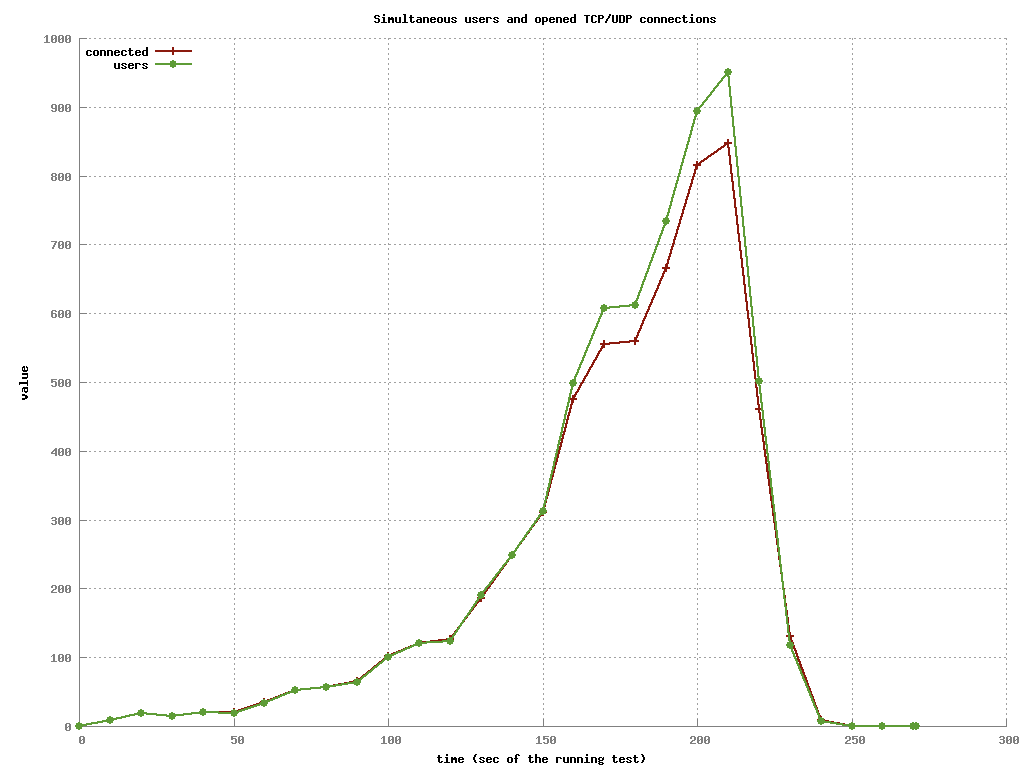 Simultaneous users and opened TCP/UDP connections
1000
connected
users
900
800
700
600
value
500
400
300
200
100
0
0 50 100 150 200 250 300
time (sec of the running test)